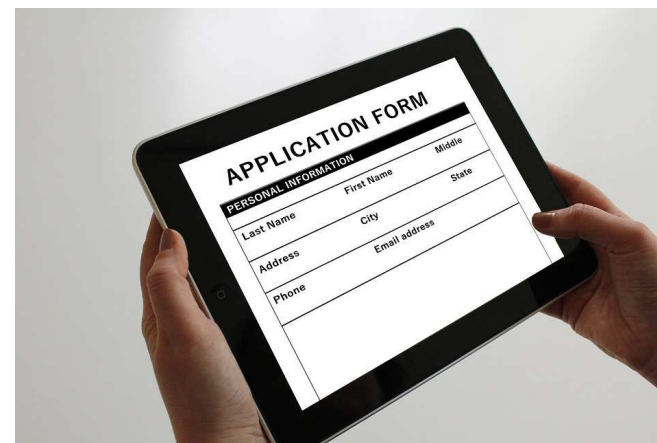 APPLICATION FORM
PERSONAL INFORMATION
Last Name First Name Middle
Address City State
Phone Email address